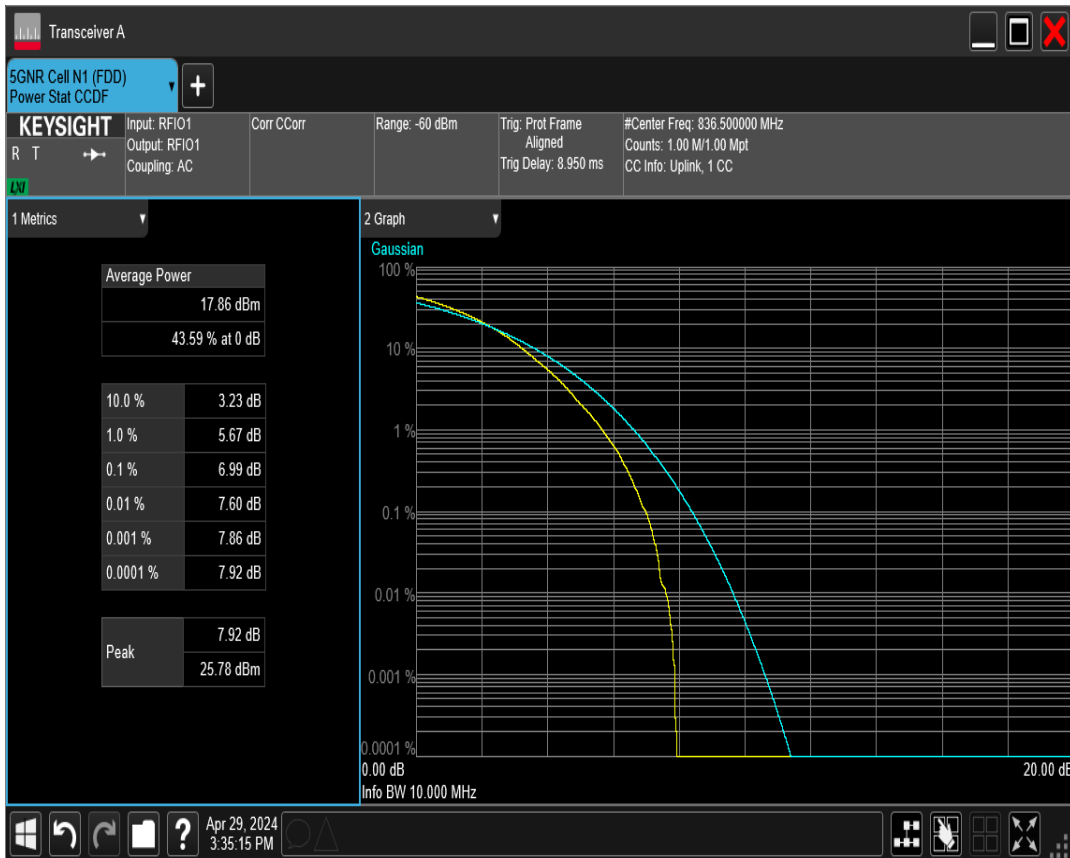 Transceiver A
5GNR Cell N1 (FDD)
Power Stat CCDF
+
KEYSIGHT
R T
LXI
Input: RFIO1
Output: RFIO1
Coupling: AC
Corr CCorr
Range: -60 dBm
Trig: Prot Frame
Aligned
Trig Delay: 8.950 ms
#Center Freq: 836.500000 MHz
Counts: 1.00 M/1.00 Mpt
CC Info: Uplink, 1 CC
1 Metrics
Average Power
17.86 dBm
43.59 % at 0 dB
10.0 % 3.23 dB
1.0 % 5.67 dB
0.1 % 6.99 dB
0.01 % 7.60 dB
0.001 % 7.86 dB
0.0001 % 7.92 dB
Peak
7.92 dB
25.78 dBm
2 Graph
Gaussian
100 %
10 %
1 %
0.1 %
0.01 %
0.001 %
0.0001 %
0.00 dB 20.00 dB
Info BW 10.000 MHz
?
Apr 29, 2024
3:35:15 PM